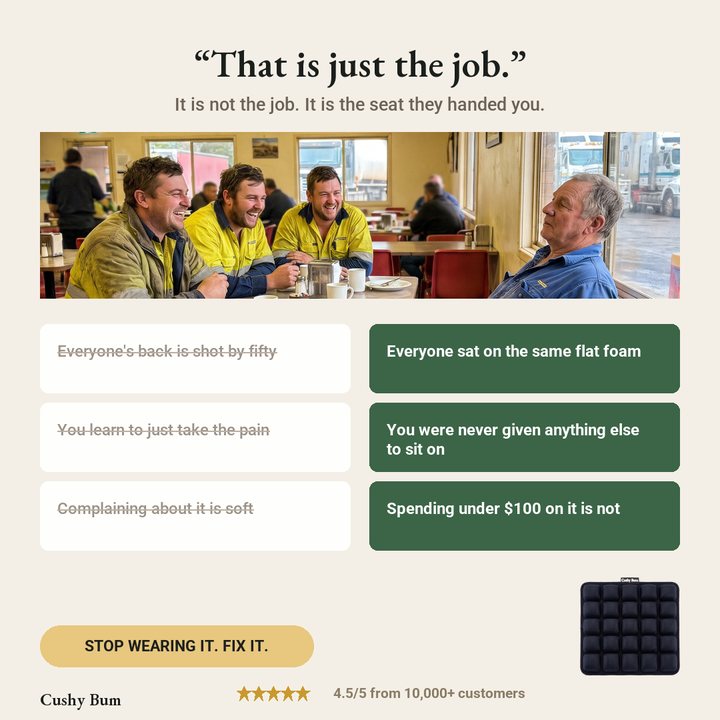 “That is just the job.”
It is not the job. It is the seat they handed you.
Everyone's back is shot by fifty
Everyone sat on the same flat foam
You learn to just take the pain
You were never given anything else
to sit on
Complaining about it is soft
Spending under $100 on it is not
Cushy Bum
STOP WEARING IT. FIX IT.
Cushy Bum
4.5/5 from 10,000+ customers